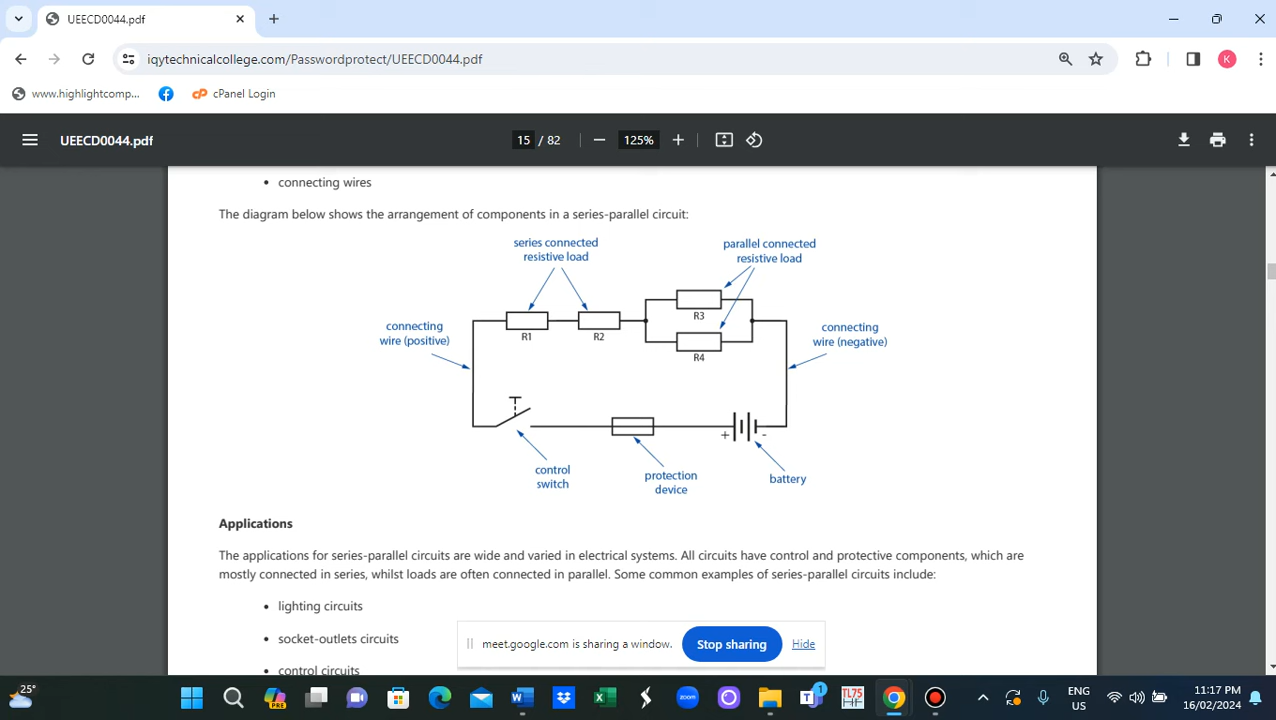 UEECD0044.pdf
iqytechnicalcollege.com/Passwordprotect/UEECD0044.pdf
K
www.highlightcomp...
cP cPanel Login
UEECD0044.pdf
15 / 82
125%
connecting wires
The diagram below shows the arrangement of components in a series-parallel circuit:
series connected
resistive load
parallel connected
resistive load
R3
R1
R2
R4
connecting
wire (positive)
connecting
wire (negative)
+
-
control
switch
protection
device
battery
Applications
The applications for series-parallel circuits are wide and varied in electrical systems. All circuits have control and protective components, which are
mostly connected in series, whilst loads are often connected in parallel. Some common examples of series-parallel circuits include:
lighting circuits
socket-outlets circuits
control circuits
meet.google.com is sharing a window.
Stop sharing
Hide
25°
PRE
zoom
1
TL75
ENG
US
11:17 PM
16/02/2024